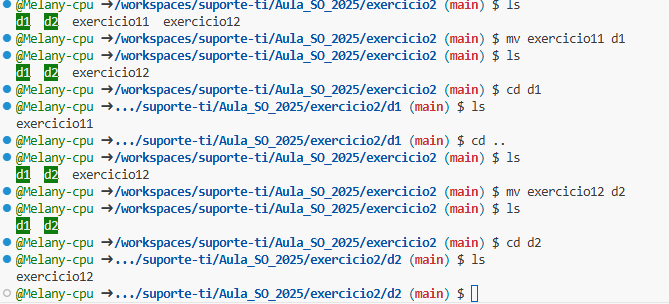 @Melany-cpu ➜/workspaces/suporte-ti/Aula_SO_2025/exercicio2 (main) $ ls
d1  d2  exercicio11  exercicio12
@Melany-cpu ➜/workspaces/suporte-ti/Aula_SO_2025/exercicio2 (main) $ mv exercicio11 d1
@Melany-cpu ➜/workspaces/suporte-ti/Aula_SO_2025/exercicio2 (main) $ ls
d1  d2  exercicio12
@Melany-cpu ➜/workspaces/suporte-ti/Aula_SO_2025/exercicio2 (main) $ cd d1
@Melany-cpu ➜.../suporte-ti/Aula_SO_2025/exercicio2/d1 (main) $ ls
exercicio11
@Melany-cpu ➜.../suporte-ti/Aula_SO_2025/exercicio2/d1 (main) $ cd ..
@Melany-cpu ➜/workspaces/suporte-ti/Aula_SO_2025/exercicio2 (main) $ ls
d1  d2  exercicio12
@Melany-cpu ➜/workspaces/suporte-ti/Aula_SO_2025/exercicio2 (main) $ mv exercicio12 d2
@Melany-cpu ➜/workspaces/suporte-ti/Aula_SO_2025/exercicio2 (main) $ ls
d1  d2
@Melany-cpu ➜/workspaces/suporte-ti/Aula_SO_2025/exercicio2 (main) $ cd d2
@Melany-cpu ➜.../suporte-ti/Aula_SO_2025/exercicio2/d2 (main) $ ls
exercicio12
@Melany-cpu ➜.../suporte-ti/Aula_SO_2025/exercicio2/d2 (main) $